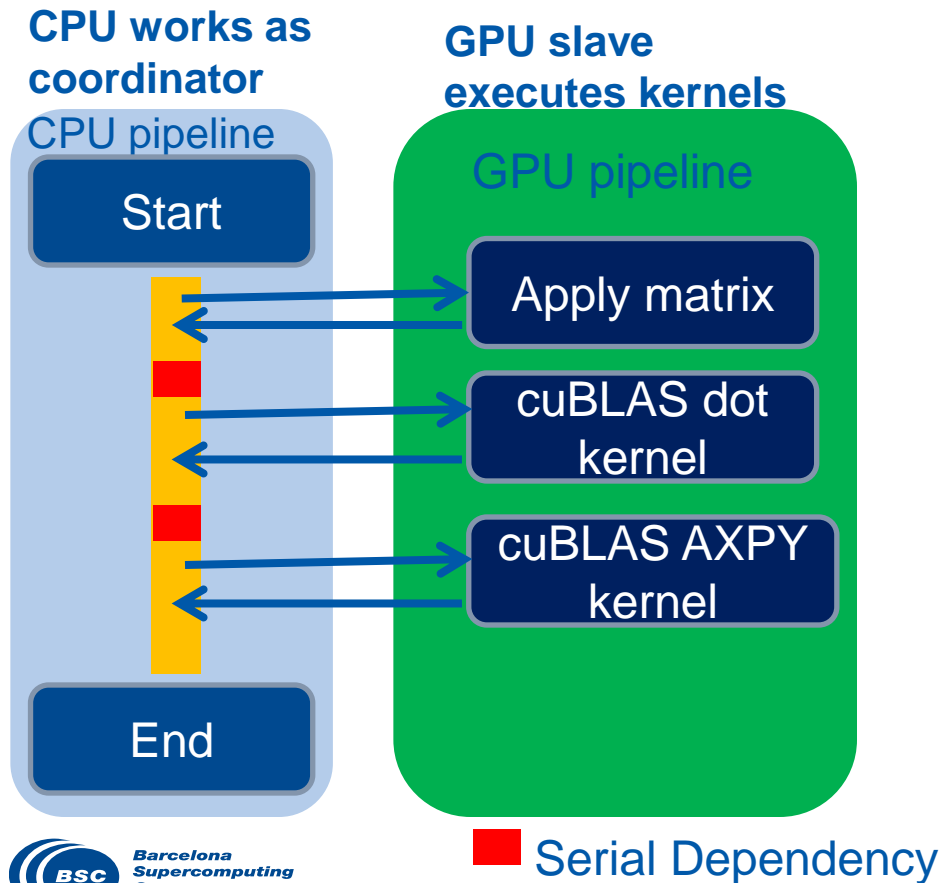 CPU works as
coordinator
GPU slave
executes kernels
CPU pipeline
GPU pipeline
Start
Apply matrix
cuBLAS dot
kernel
cuBLAS AXPY
kernel
End
Serial Dependency
BSC
Barcelona
Supercomputing